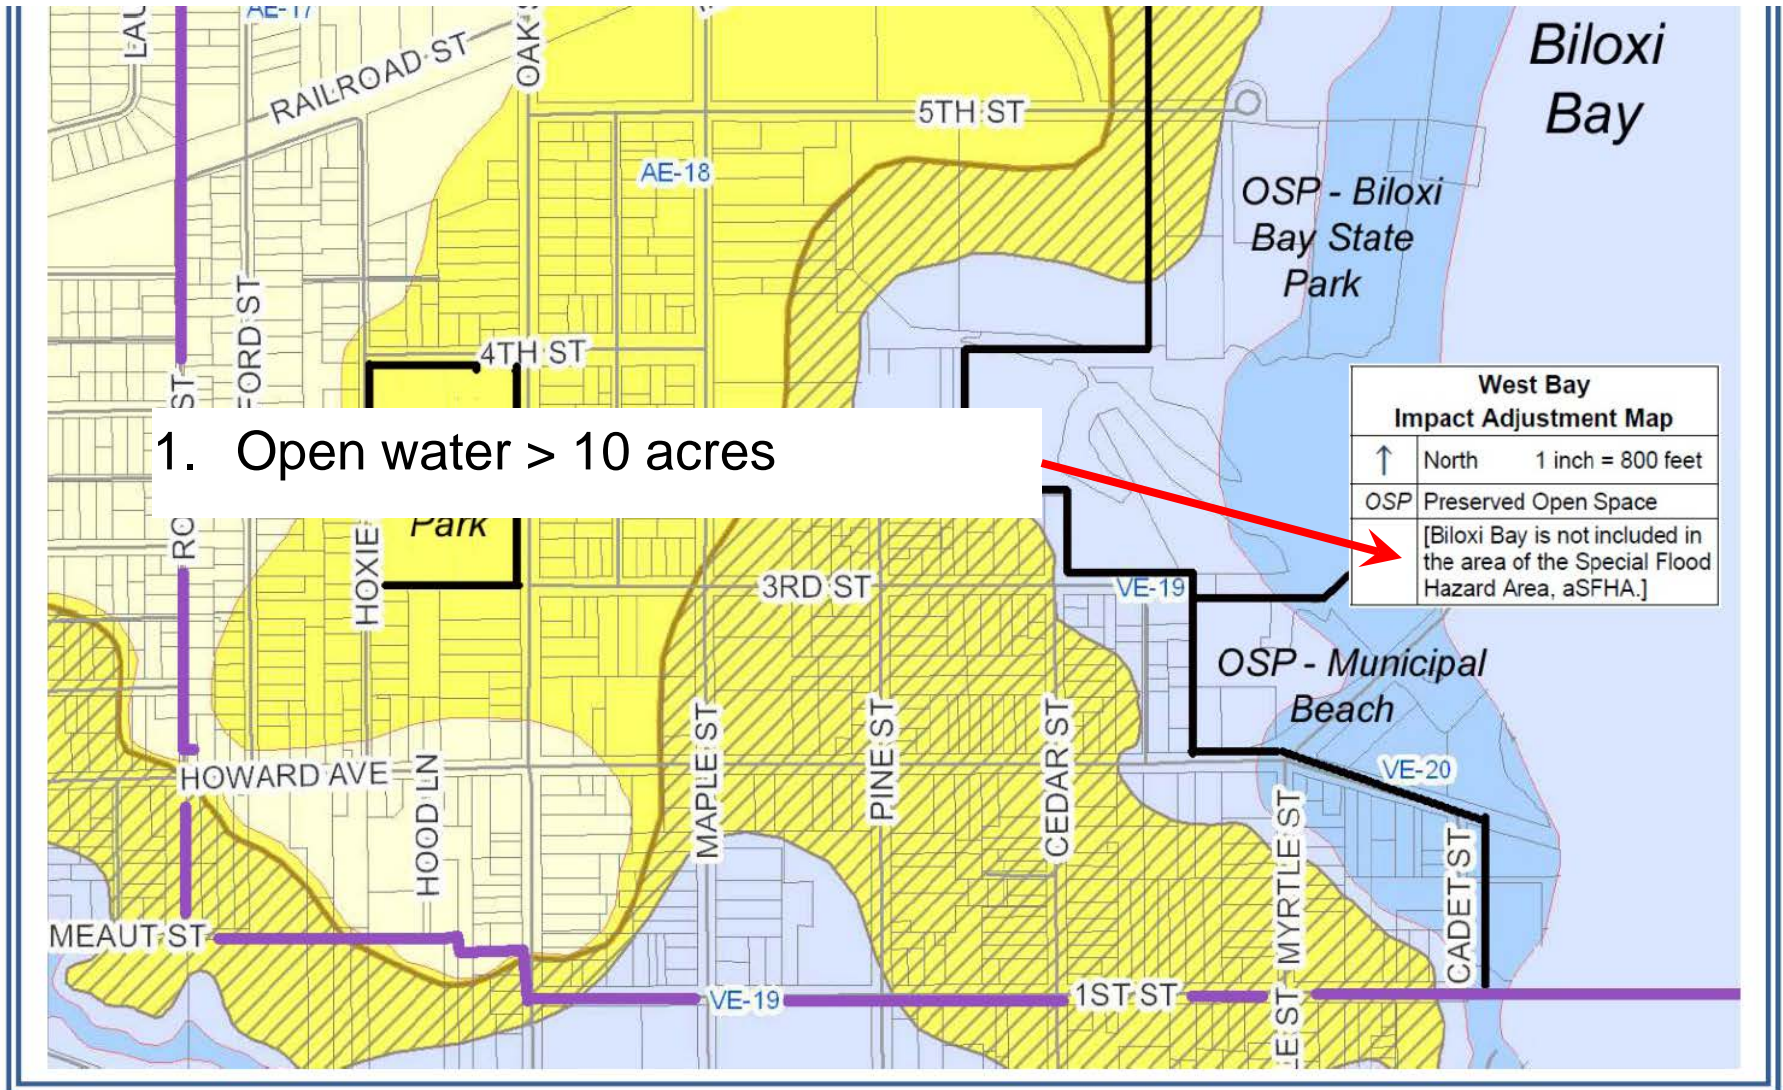 AE-17
Biloxi
Bay
RAILROAD ST
5TH ST
AE-18
OSP - Biloxi
Bay State
Park
FORD ST
4TH ST
West Bay
Impact Adjustment Map
↑ North 1 inch = 800 feet
OSP Preserved Open Space
[Biloxi Bay is not included in
the area of the Special Flood
Hazard Area, aSFHA.]
1. Open water > 10 acres
Park
HOXIE
3RD ST
VE-19
OSP - Municipal
Beach
MAPLE ST
PINE ST
CEDAR ST
HOWARD AVE
HOOD LN
VE-20
MYRTLE ST
CADET ST
MEAUT ST
VE-19
1ST ST